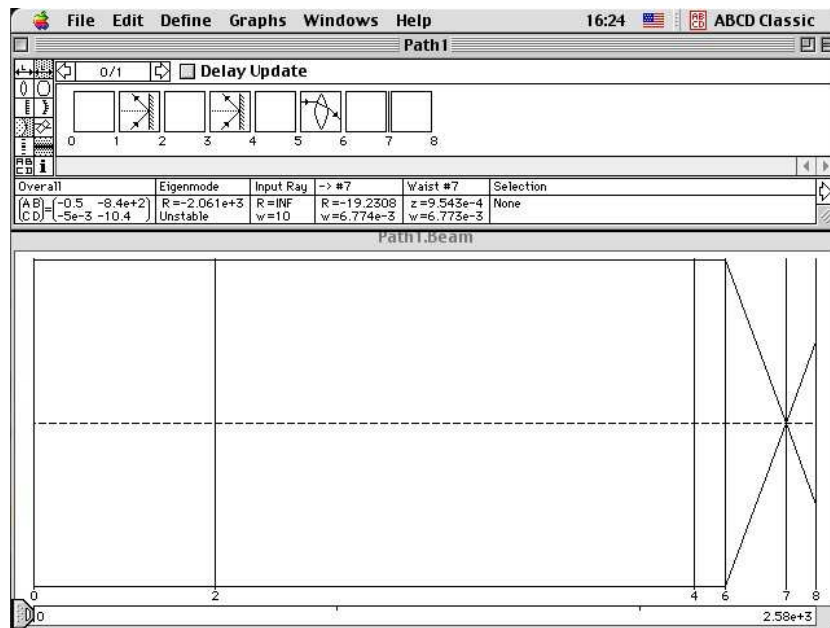 File Edit Define Graphs Windows Help 16:24 ABCD Classic
Path1
0/1 Delay Update
0 1 2 3 4 5 6 7 8
AB
CD i
Overall Eigenmode Input Ray -> #7 Waist #7 Selection
(AB)=(-0.5 -8.4e+2) R=-2.061e+3 R=INF R=-19.2308 z=9.543e-4 None
(CD) (-5e-3 -10.4) Unstable w=10 w=6.774e-3 w=6.773e-3
Path1.Beam
0 2 4 6 7 8
0 2.58e+3